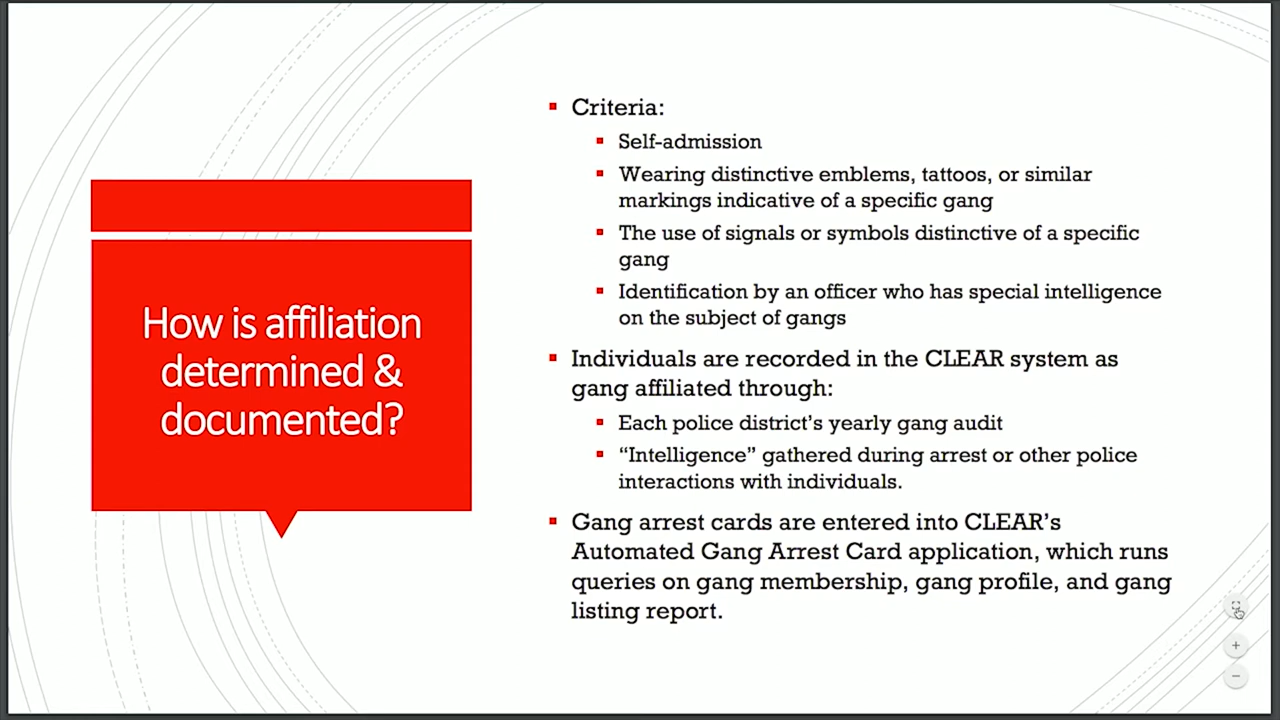 How is affiliation
determined &
documented?
Criteria:
Self-admission
Wearing distinctive emblems, tattoos, or similar
markings indicative of a specific gang
The use of signals or symbols distinctive of a specific
gang
Identification by an officer who has special intelligence
on the subject of gangs
Individuals are recorded in the CLEAR system as
gang affiliated through:
Each police district’s yearly gang audit
“Intelligence” gathered during arrest or other police
interactions with individuals.
Gang arrest cards are entered into CLEAR’s
Automated Gang Arrest Card application, which runs
queries on gang membership, gang profile, and gang
listing report.